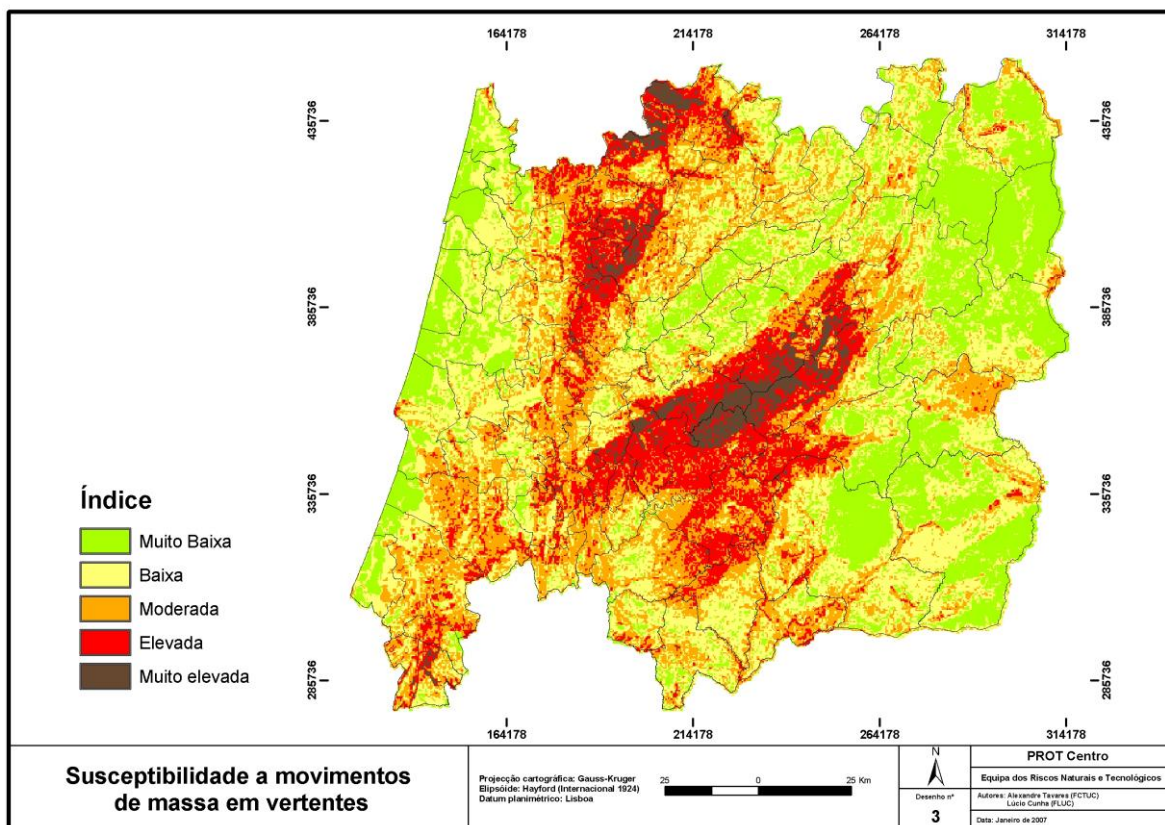 164178 214178 264178 314178
435736 435736
385736 385736
335736 335736
285736 285736
Índice
Muito Baixa
Baixa
Moderada
Elevada
Muito elevada
164178 214178 264178 314178
Susceptibilidade a movimentos
de massa em vertentes
Projecção cartográfica: Gauss-Kruger
Elipsóide: Hayford (Internacional 1924)
Datum planimétrico: Lisboa
25 0 25 Km
N
Desenho nº
3
PROT Centro
Equipa dos Riscos Naturais e Tecnológicos
Autores: Alexandre Tavares (FCTUC)
Lúcio Cunha (FLUC)
Data: Janeiro de 2007